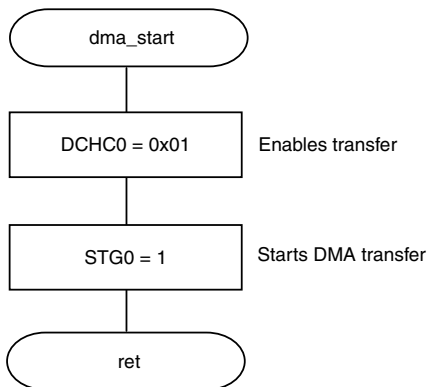 dma_start
DCHC0 = 0x01 Enables transfer
STG0 = 1 Starts DMA transfer
ret